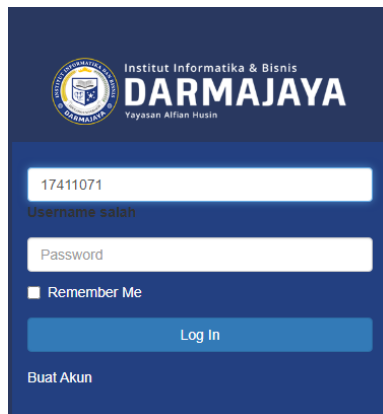 Institut Informatika & Bisnis
DARMAJAYA
Yayasan Alfian Husin
17411071
Username salah
Password
Remember Me
Log In
Buat Akun